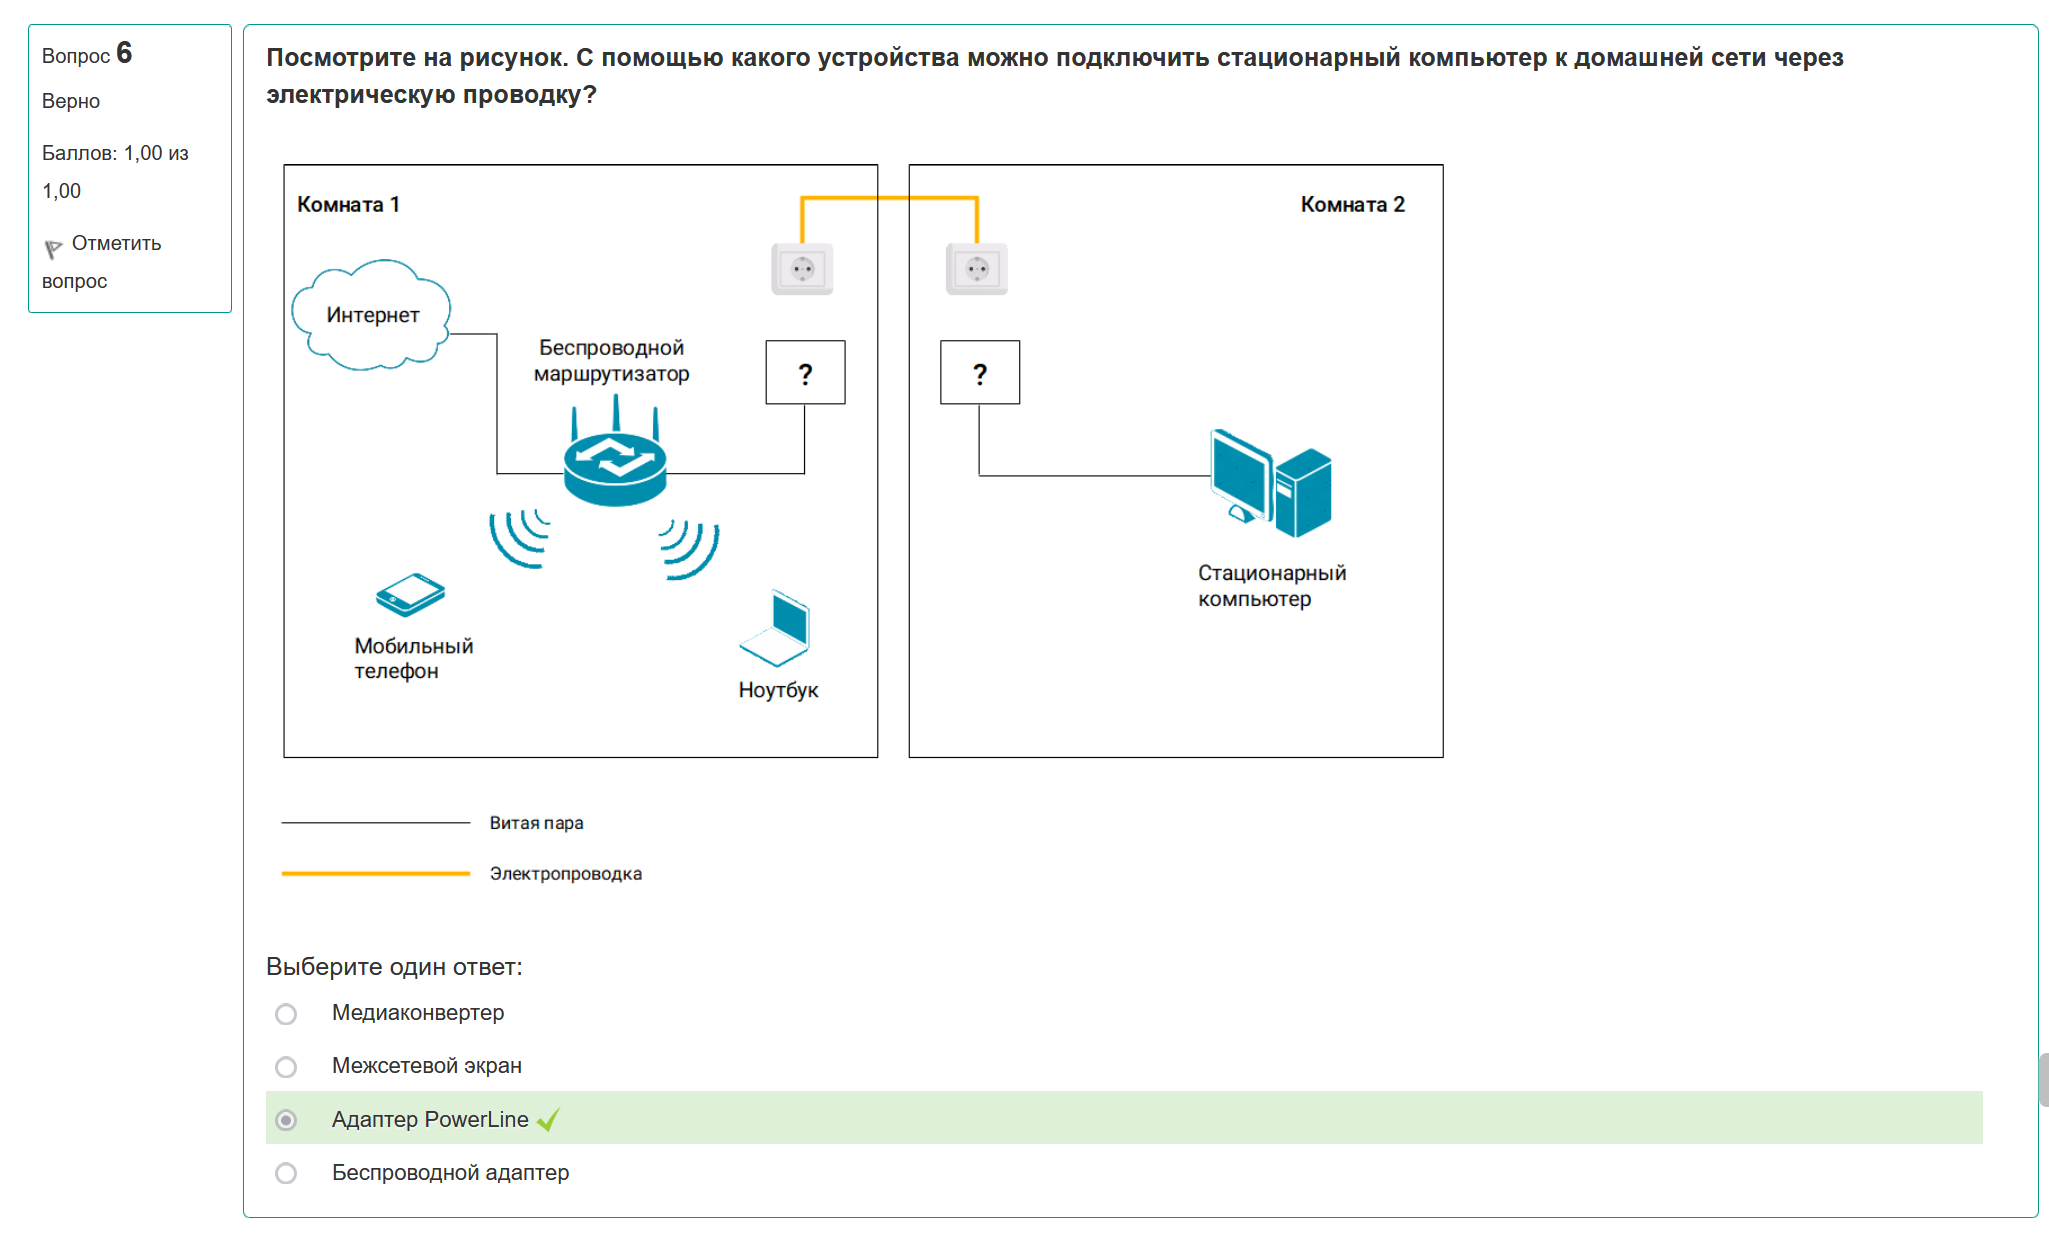 Вопрос 6
Верно
Баллов: 1,00 из
1,00
Отметить
вопрос
Посмотрите на рисунок. С помощью какого устройства можно подключить стационарный компьютер к домашней сети через
электрическую проводку?
Комната 1
Комната 2
Интернет
Беспроводной
маршрутизатор
?
?
Стационарный
компьютер
Мобильный
телефон
Ноутбук
Витая пара
Электропроводка
Выберите один ответ:
Медиаконвертер
Межсетевой экран
Адаптер PowerLine
Беспроводной адаптер